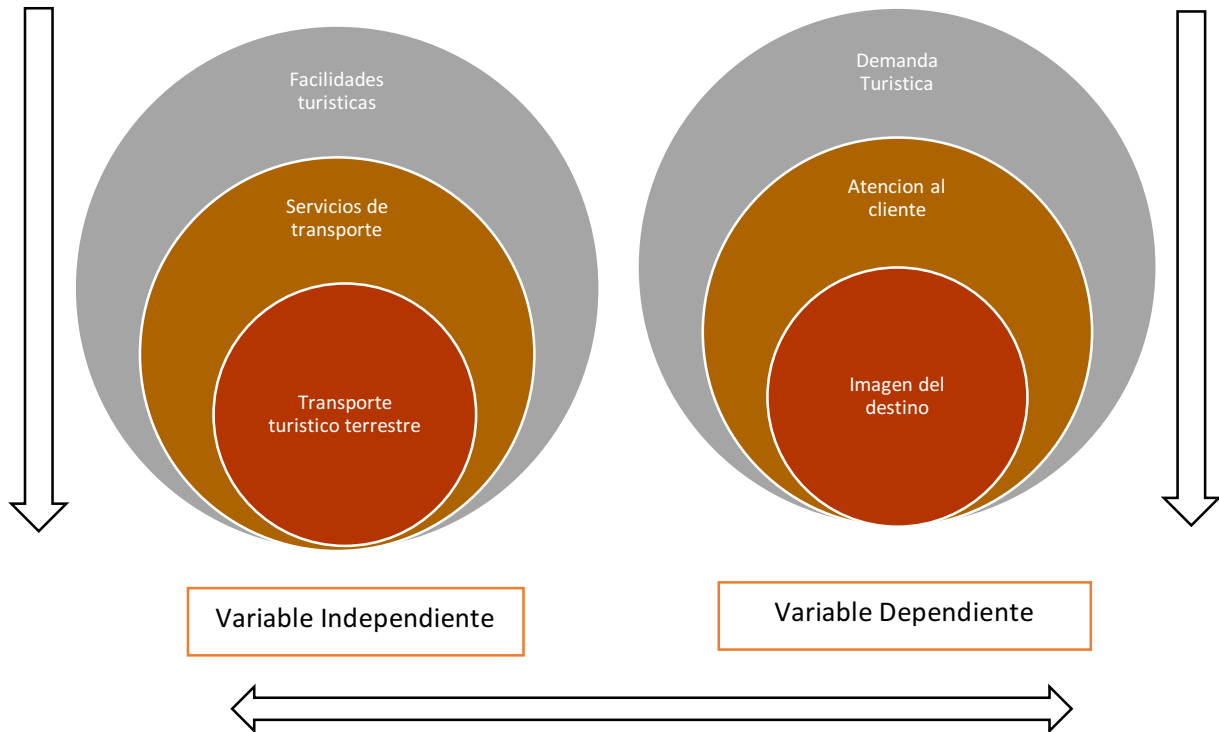 Facilidades
turisticas
Servicios de
transporte
Transporte
turistico terrestre
Variable Independiente
Demanda
Turistica
Atencion al
cliente
Imagen del
destino
Variable Dependiente